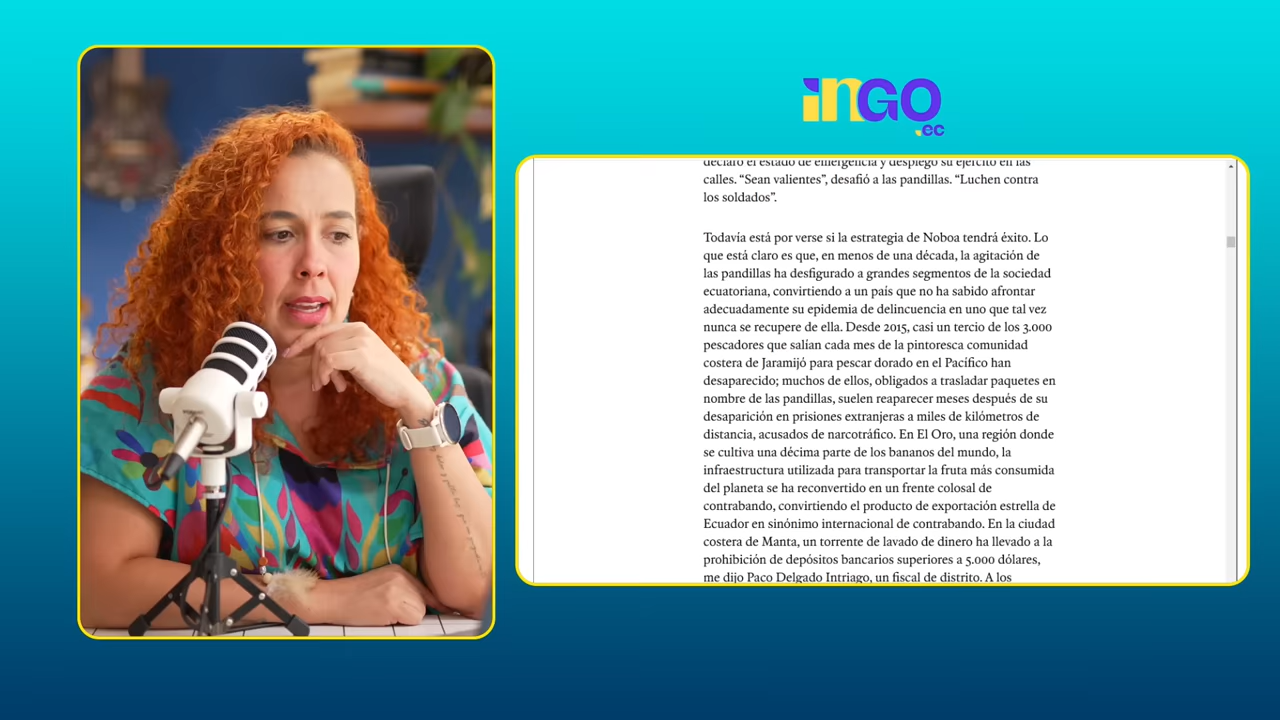 inGO
.ec
declaró el estado de emergencia y desplegó su ejército en las
calles. “Sean valientes”, desafió a las pandillas. “Luchen contra
los soldados”.
Todavía está por verse si la estrategia de Noboa tendrá éxito. Lo
que está claro es que, en menos de una década, la agitación de
las pandillas ha desfigurado a grandes segmentos de la sociedad
ecuatoriana, convirtiendo a un país que no ha sabido afrontar
adecuadamente su epidemia de delincuencia en uno que tal vez
nunca se recupere de ella. Desde 2015, casi un tercio de los 3.000
pescadores que salían cada mes de la pintoresca comunidad
costera de Jaramijó para pescar dorado en el Pacífico han
desaparecido; muchos de ellos, obligados a trasladar paquetes en
nombre de las pandillas, suelen reaparecer meses después de su
desaparición en prisiones extranjeras a miles de kilómetros de
distancia, acusados de narcotráfico. En El Oro, una región donde
se cultiva una décima parte de los bananos del mundo, la
infraestructura utilizada para transportar la fruta más consumida
del planeta se ha reconvertido en un frente colosal de
contrabando, convirtiendo el producto de exportación estrella de
Ecuador en sinónimo internacional de contrabando. En la ciudad
costera de Manta, un torrente de lavado de dinero ha llevado a la
prohibición de depósitos bancarios superiores a 5.000 dólares,
me dijo Paco Delgado Intriago, un fiscal de distrito. A los